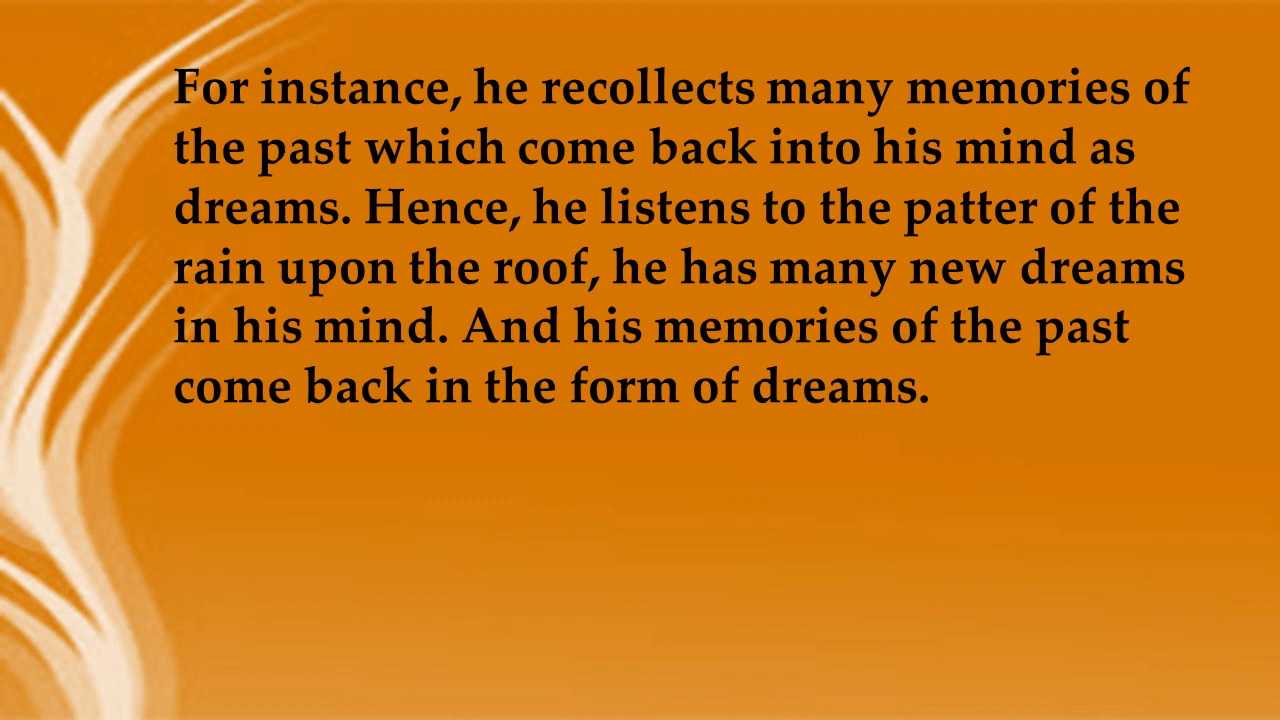 For instance, he recollects many memories of
the past which come back into his mind as
dreams. Hence, he listens to the patter of the
rain upon the roof, he has many new dreams
in his mind. And his memories of the past
come back in the form of dreams.